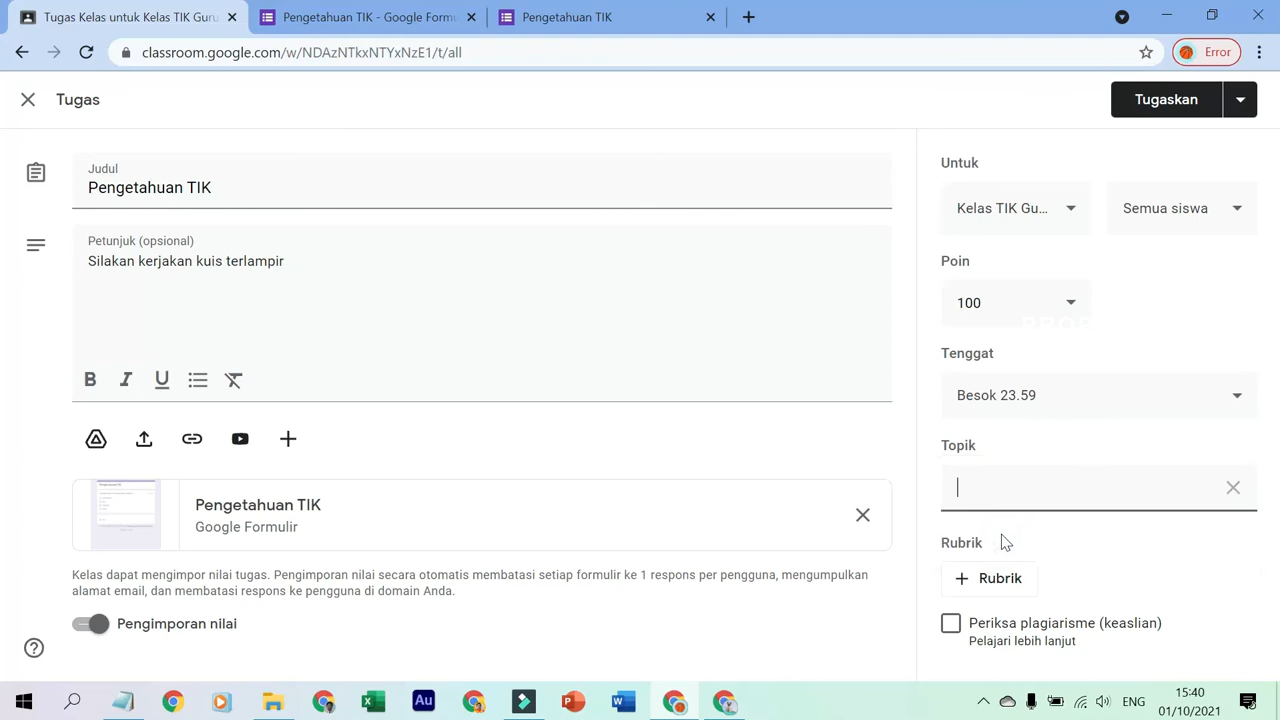 Tugas Kelas untuk Kelas TIK Guru
Pengetahuan TIK - Google Formu
Pengetahuan TIK
classroom.google.com/w/NDAzNTkxNTYxNzE1/t/all
Error
Tugas
Tugaskan
Judul
Pengetahuan TIK
Petunjuk (opsional)
Silakan kerjakan kuis terlampir
B I U
Pengetahuan TIK
Google Formulir
Kelas dapat mengimpor nilai tugas. Pengimporan nilai secara otomatis membatasi setiap formulir ke 1 respons per pengguna, mengumpulkan
alamat email, dan membatasi respons ke pengguna di domain Anda.
Pengimporan nilai
Untuk
Kelas TIK Gu...
Semua siswa
Poin
100
Tenggat
Besok 23.59
Topik
Rubrik
Rubrik
Periksa plagiarisme (keaslian)
Pelajari lebih lanjut
Au
ENG
15:40
01/10/2021